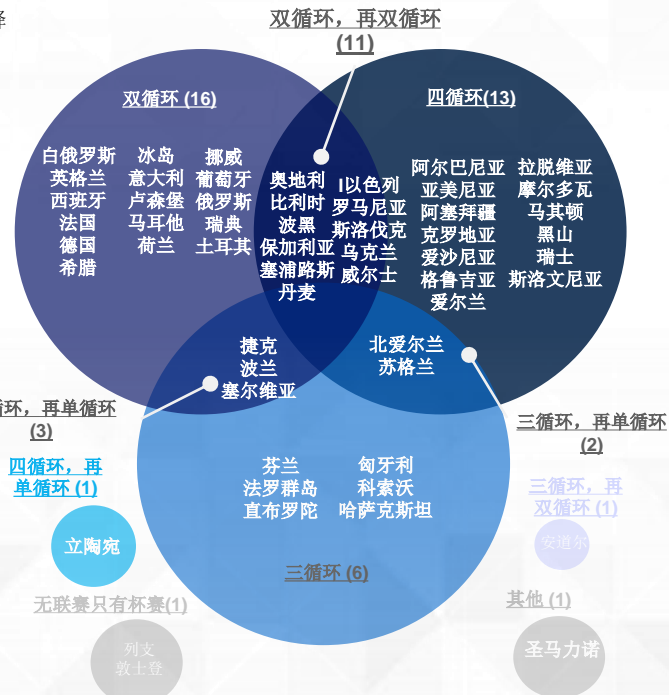 择
双循环，再双循环
(11)
双循环 (16)
四循环(13)
白俄罗斯 冰岛 挪威
英格兰 意大利 葡萄牙
西班牙 卢森堡 俄罗斯
法国 马耳他 瑞典
德国 荷兰 土耳其
希腊
奥地利 I以色列
比利时 罗马尼亚
波黑 斯洛伐克
保加利亚 乌克兰
塞浦路斯 威尔士
丹麦
阿尔巴尼亚 拉脱维亚
亚美尼亚 摩尔多瓦
阿塞拜疆 马其顿
克罗地亚 黑山
爱沙尼亚 瑞士
格鲁吉亚 斯洛文尼亚
爱尔兰
捷克
波兰
塞尔维亚
北爱尔兰
苏格兰
环，再单循环
(3)
三循环，再单循环
(2)
四循环，再
单循环 (1)
立陶宛
芬兰 匈牙利
法罗群岛 科索沃
直布罗陀 哈萨克斯坦
三循环 (6)
三循环，再
双循环 (1)
安道尔
无联赛只有杯赛(1)
列支
敦士登
其他 (1)
圣马力诺